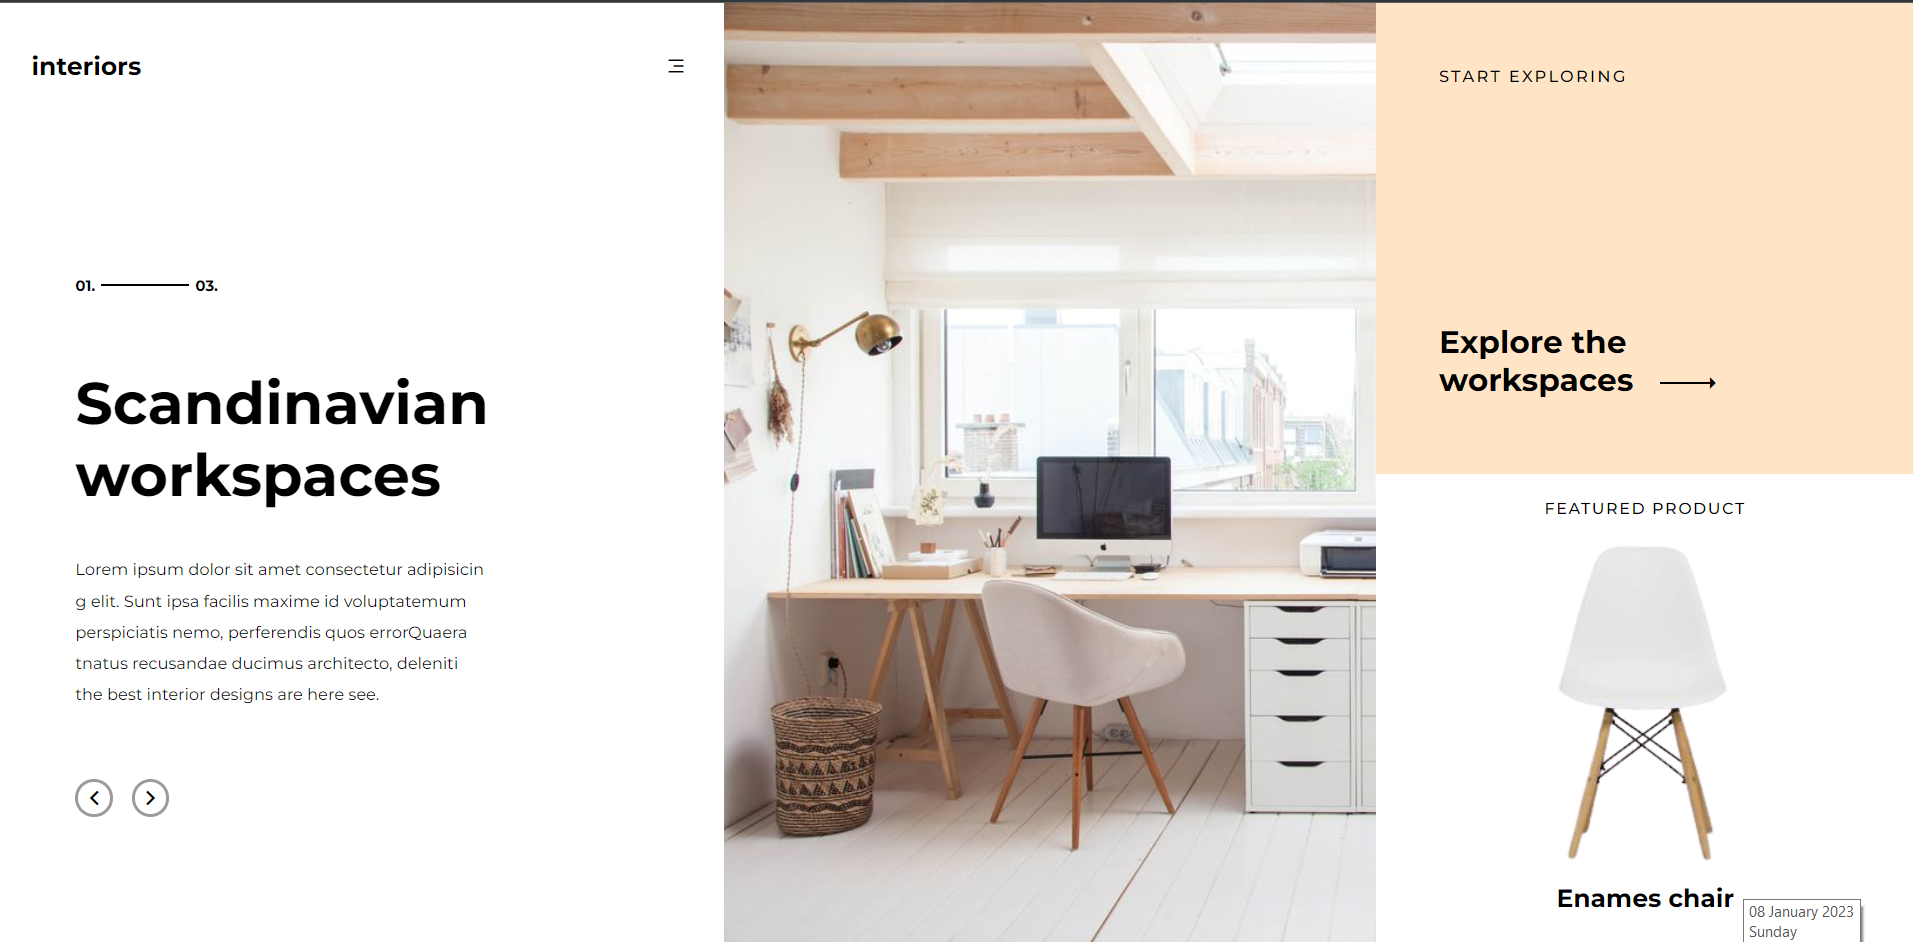 interiors
01. 03.
Scandinavian
workspaces
Lorem ipsum dolor sit amet consectetur adipisicin
g elit. Sunt ipsa facilis maxime id voluptatemum
perspiciatis nemo, perferendis quos errorQuaera
tnatus recusandae ducimus architecto, deleniti
the best interior designs are here see.
START EXPLORING
Explore the
workspaces
FEATURED PRODUCT
Enames chair
08 January 2023
Sunday